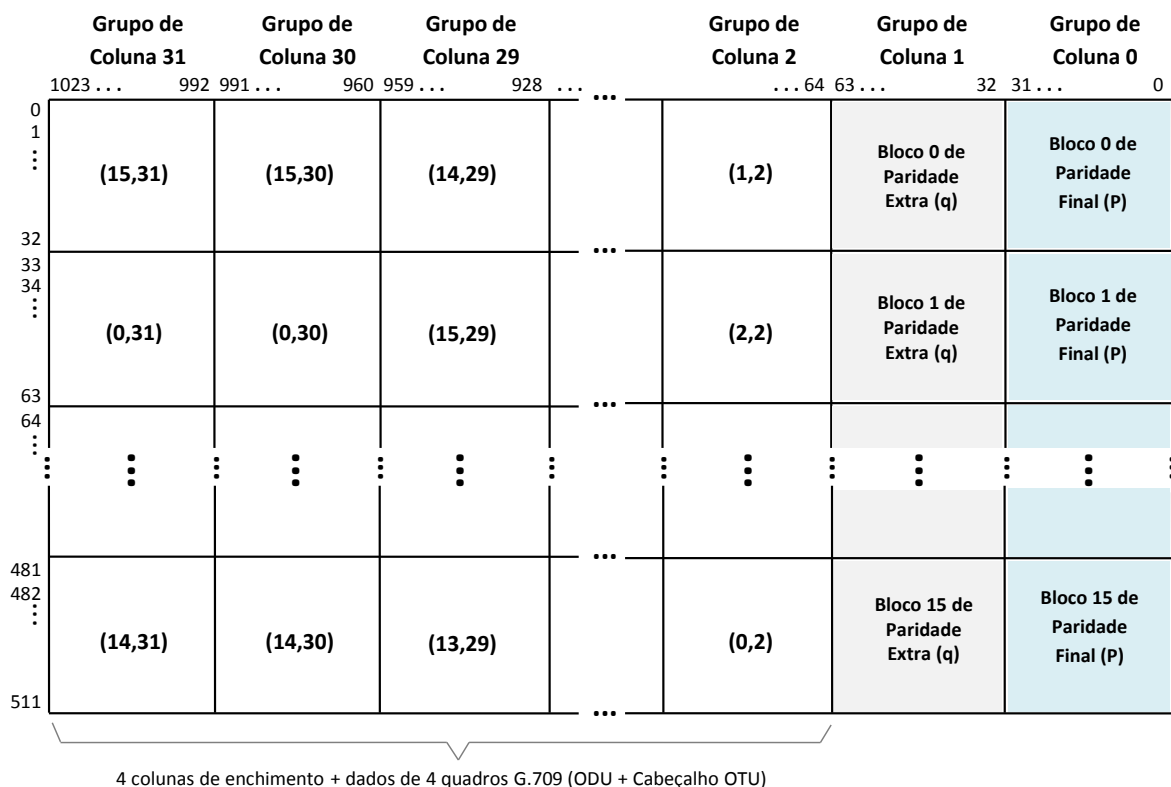 Grupo de Coluna 31
Grupo de Coluna 30
Grupo de Coluna 29
Grupo de Coluna 2
Grupo de Coluna 1
Grupo de Coluna 0
1023 ... 992 991 ... 960 959 ... 928 ... ... 64 63 ... 32 31 ... 0
0
1
...
32
(15,31) (15,30) (14,29) ... (1,2)
Bloco 0 de
Paridade
Extra (q)
Bloco 0 de
Paridade
Final (P)
33
34
...
63
(0,31) (0,30) (15,29) ... (2,2)
Bloco 1 de
Paridade
Extra (q)
Bloco 1 de
Paridade
Final (P)
64
...
481
482
...
511
(14,31) (14,30) (13,29) ... (0,2)
Bloco 15 de
Paridade
Extra (q)
Bloco 15 de
Paridade
Final (P)
4 colunas de enchimento + dados de 4 quadros G.709 (ODU + Cabeçalho OTU)